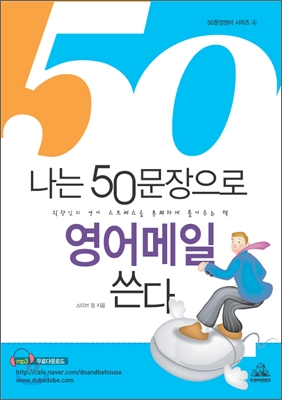 50문장영어 시리즈 ④
50
나는 50문장으로
직장인의 영어 스트레스를 통쾌하게 풀어주는 책
영어메일
쓴다
스티브 정 지음
mp3 무료다운로드
http://cafe.naver.com/doandbehouse
www.dobedobe.com